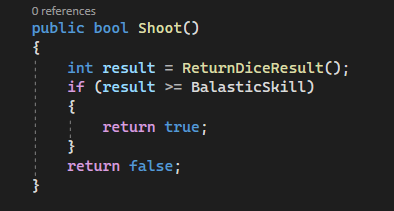 0 references
public bool Shoot()
{
    int result = ReturnDiceResult();
    if (result >= BalasticSkill)
    {
        return true;
    }
    return false;
}